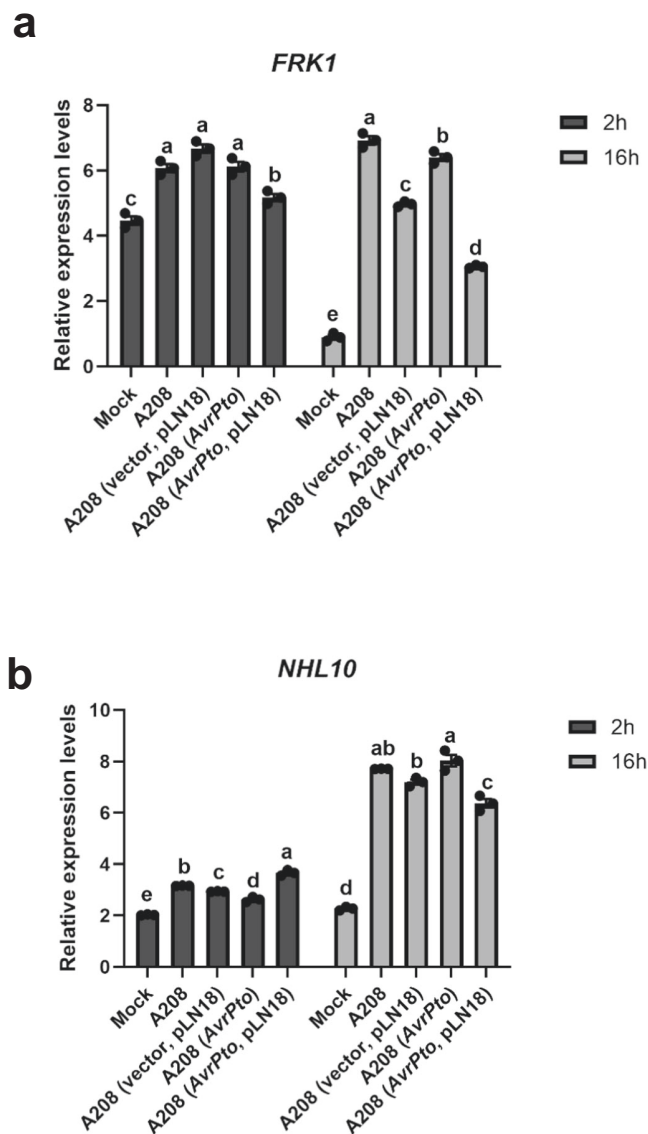 a
FRK1
Relative expression levels
8
6
4
2
0
c
a
a
a
b
e
a
c
b
d
2h
16h
Mock
A208
A208 (vector, pLN18)
A208 (AvrPto)
A208 (AvrPto, pLN18)
Mock
A208
A208 (vector, pLN18)
A208 (AvrPto)
A208 (AvrPto, pLN18)
b
NHL10
Relative expression levels
10
8
6
4
2
0
e
b
c
d
a
d
ab
b
a
c
2h
16h
Mock
A208
A208 (vector, pLN18)
A208 (AvrPto)
A208 (AvrPto, pLN18)
Mock
A208
A208 (vector, pLN18)
A208 (AvrPto)
A208 (AvrPto, pLN18)